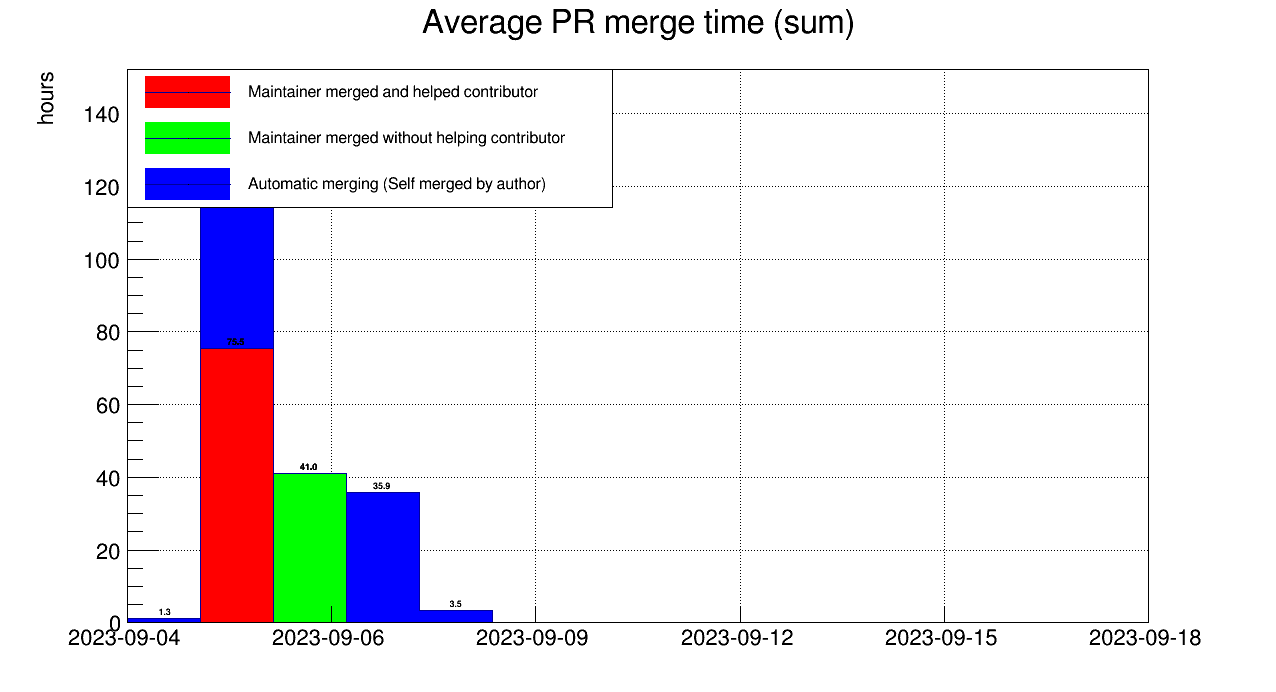 Average PR merge time (sum)
hours
Maintainer merged and helped contributor
Maintainer merged without helping contributor
Automatic merging (Self merged by author)
140
120
100
80
60
40
20
0
1.3
75.5
41.0
35.9
3.5
2023-09-04 2023-09-06 2023-09-09 2023-09-12 2023-09-15 2023-09-18